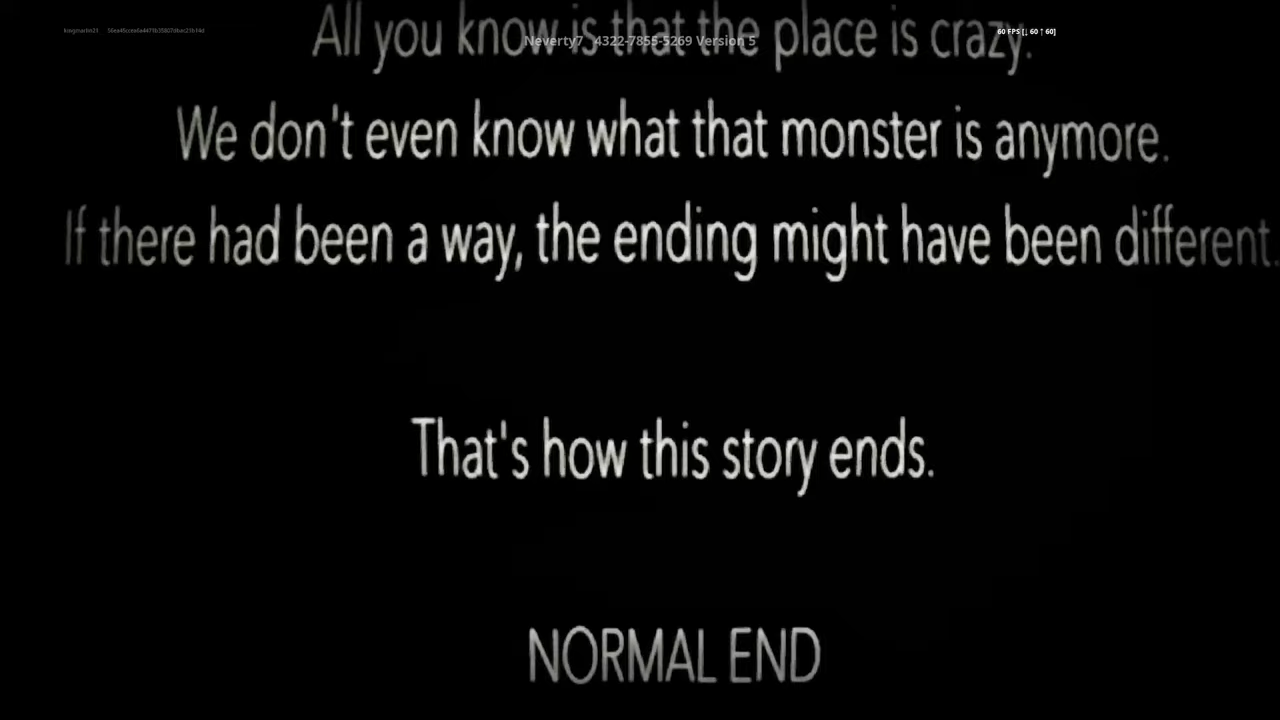 All you know is that the place is crazy.
Neverty7 4322-7855-5269 Version 5
60 FPS [↓ 60 ↑ 60]
We don't even know what that monster is anymore.
If there had been a way, the ending might have been different.
That's how this story ends.
NORMAL END